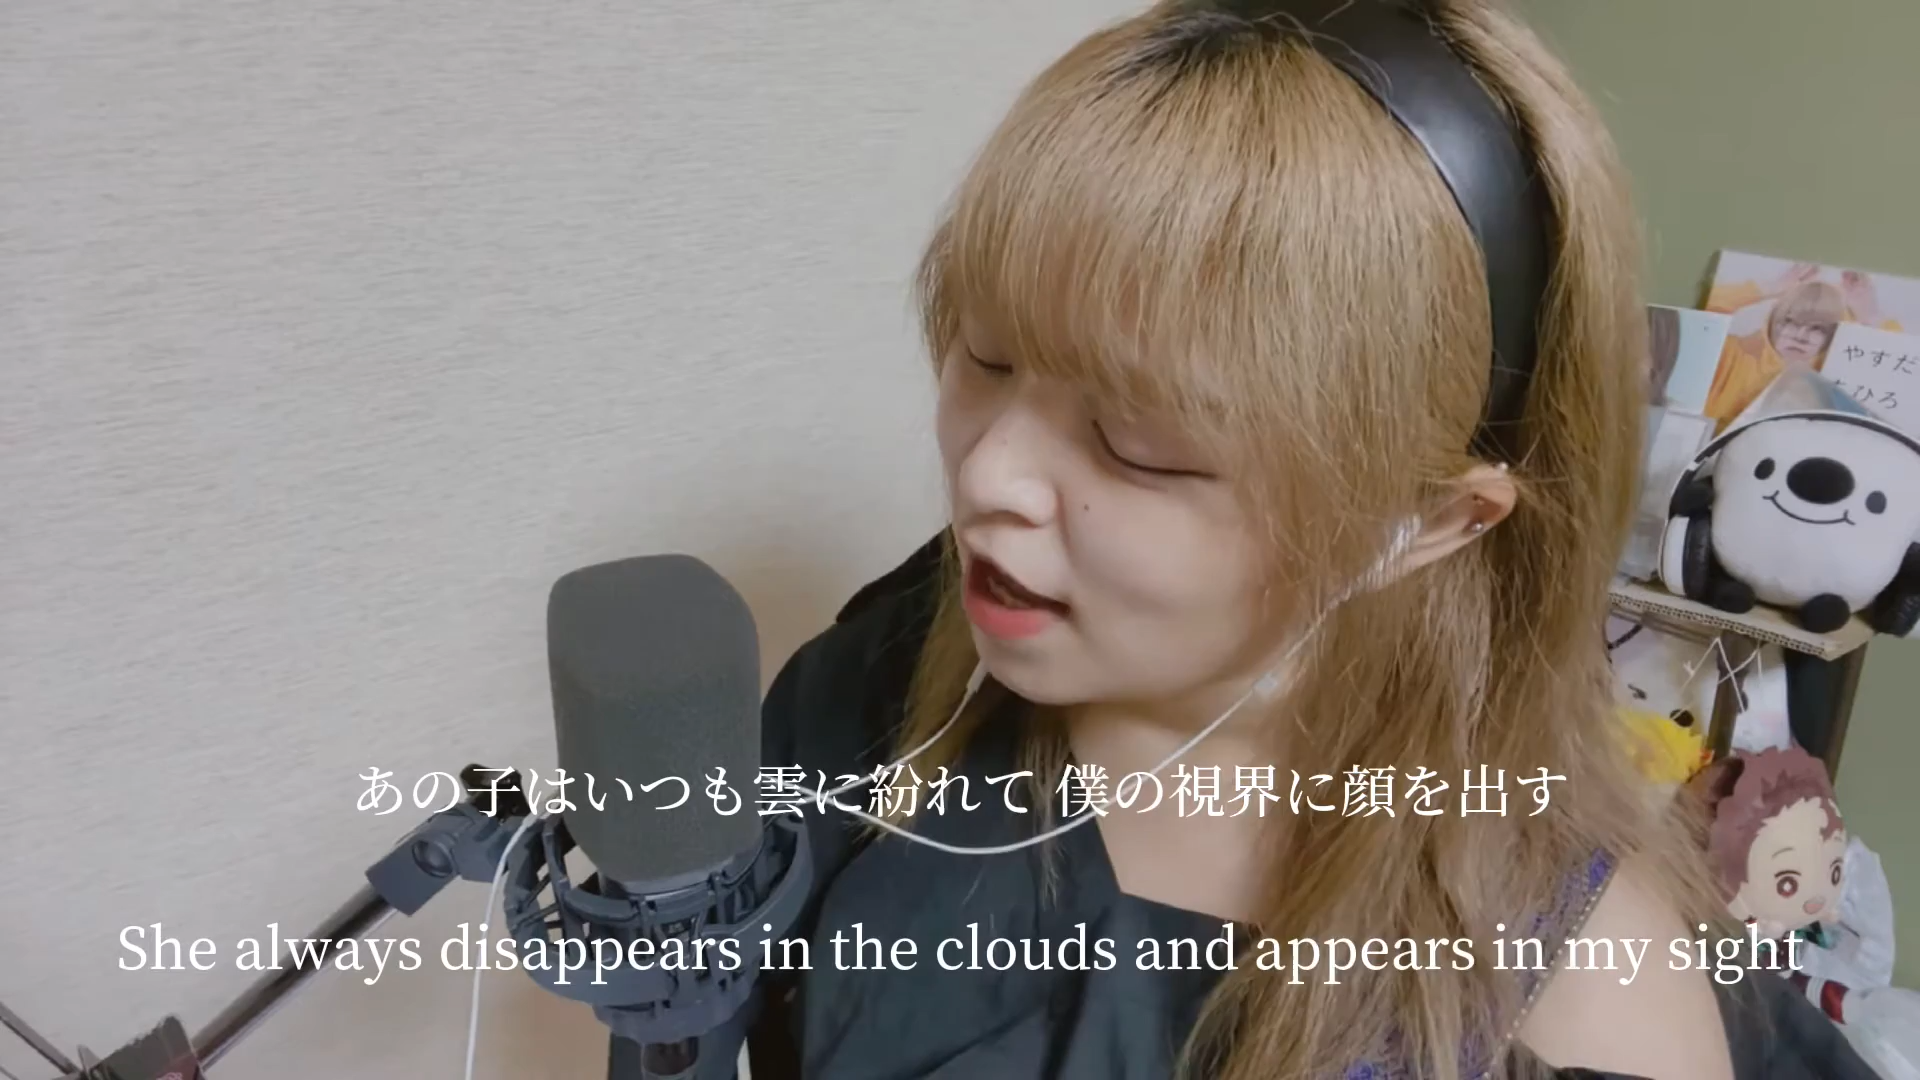 やすだ
ちひろ
あの子はいつも雲に紛れて 僕の視界に顔を出す
She always disappears in the clouds and appears in my sight